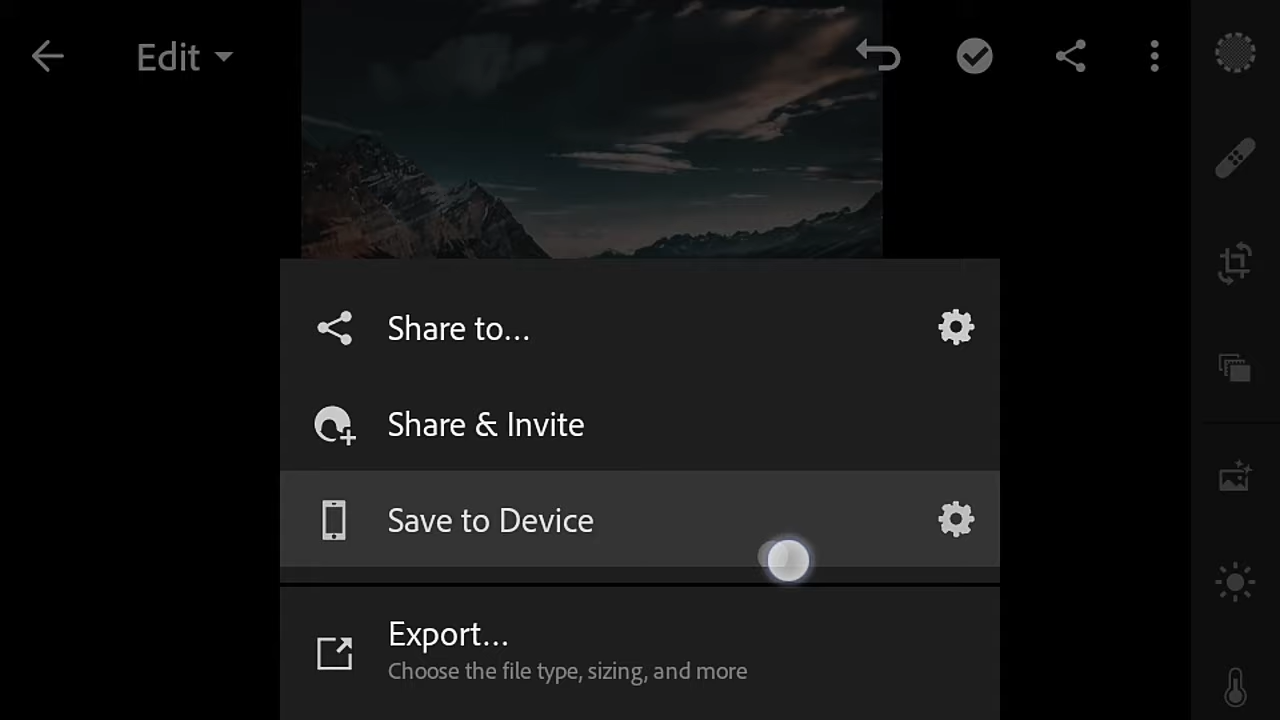 Edit
Share to...
Share & Invite
Save to Device
Export...
Choose the file type, sizing, and more